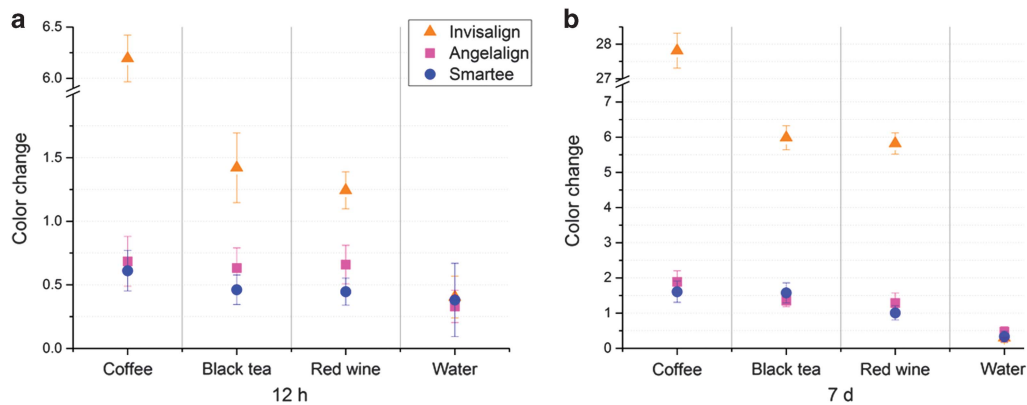 a
6.5
6.0
1.5
1.0
0.5
0.0
Color change
Invisalign
Angelalign
Smartee
Coffee Black tea Red wine Water
12 h
b
28
27
7
6
5
4
3
2
1
0
Color change
Coffee Black tea Red wine Water
7 d